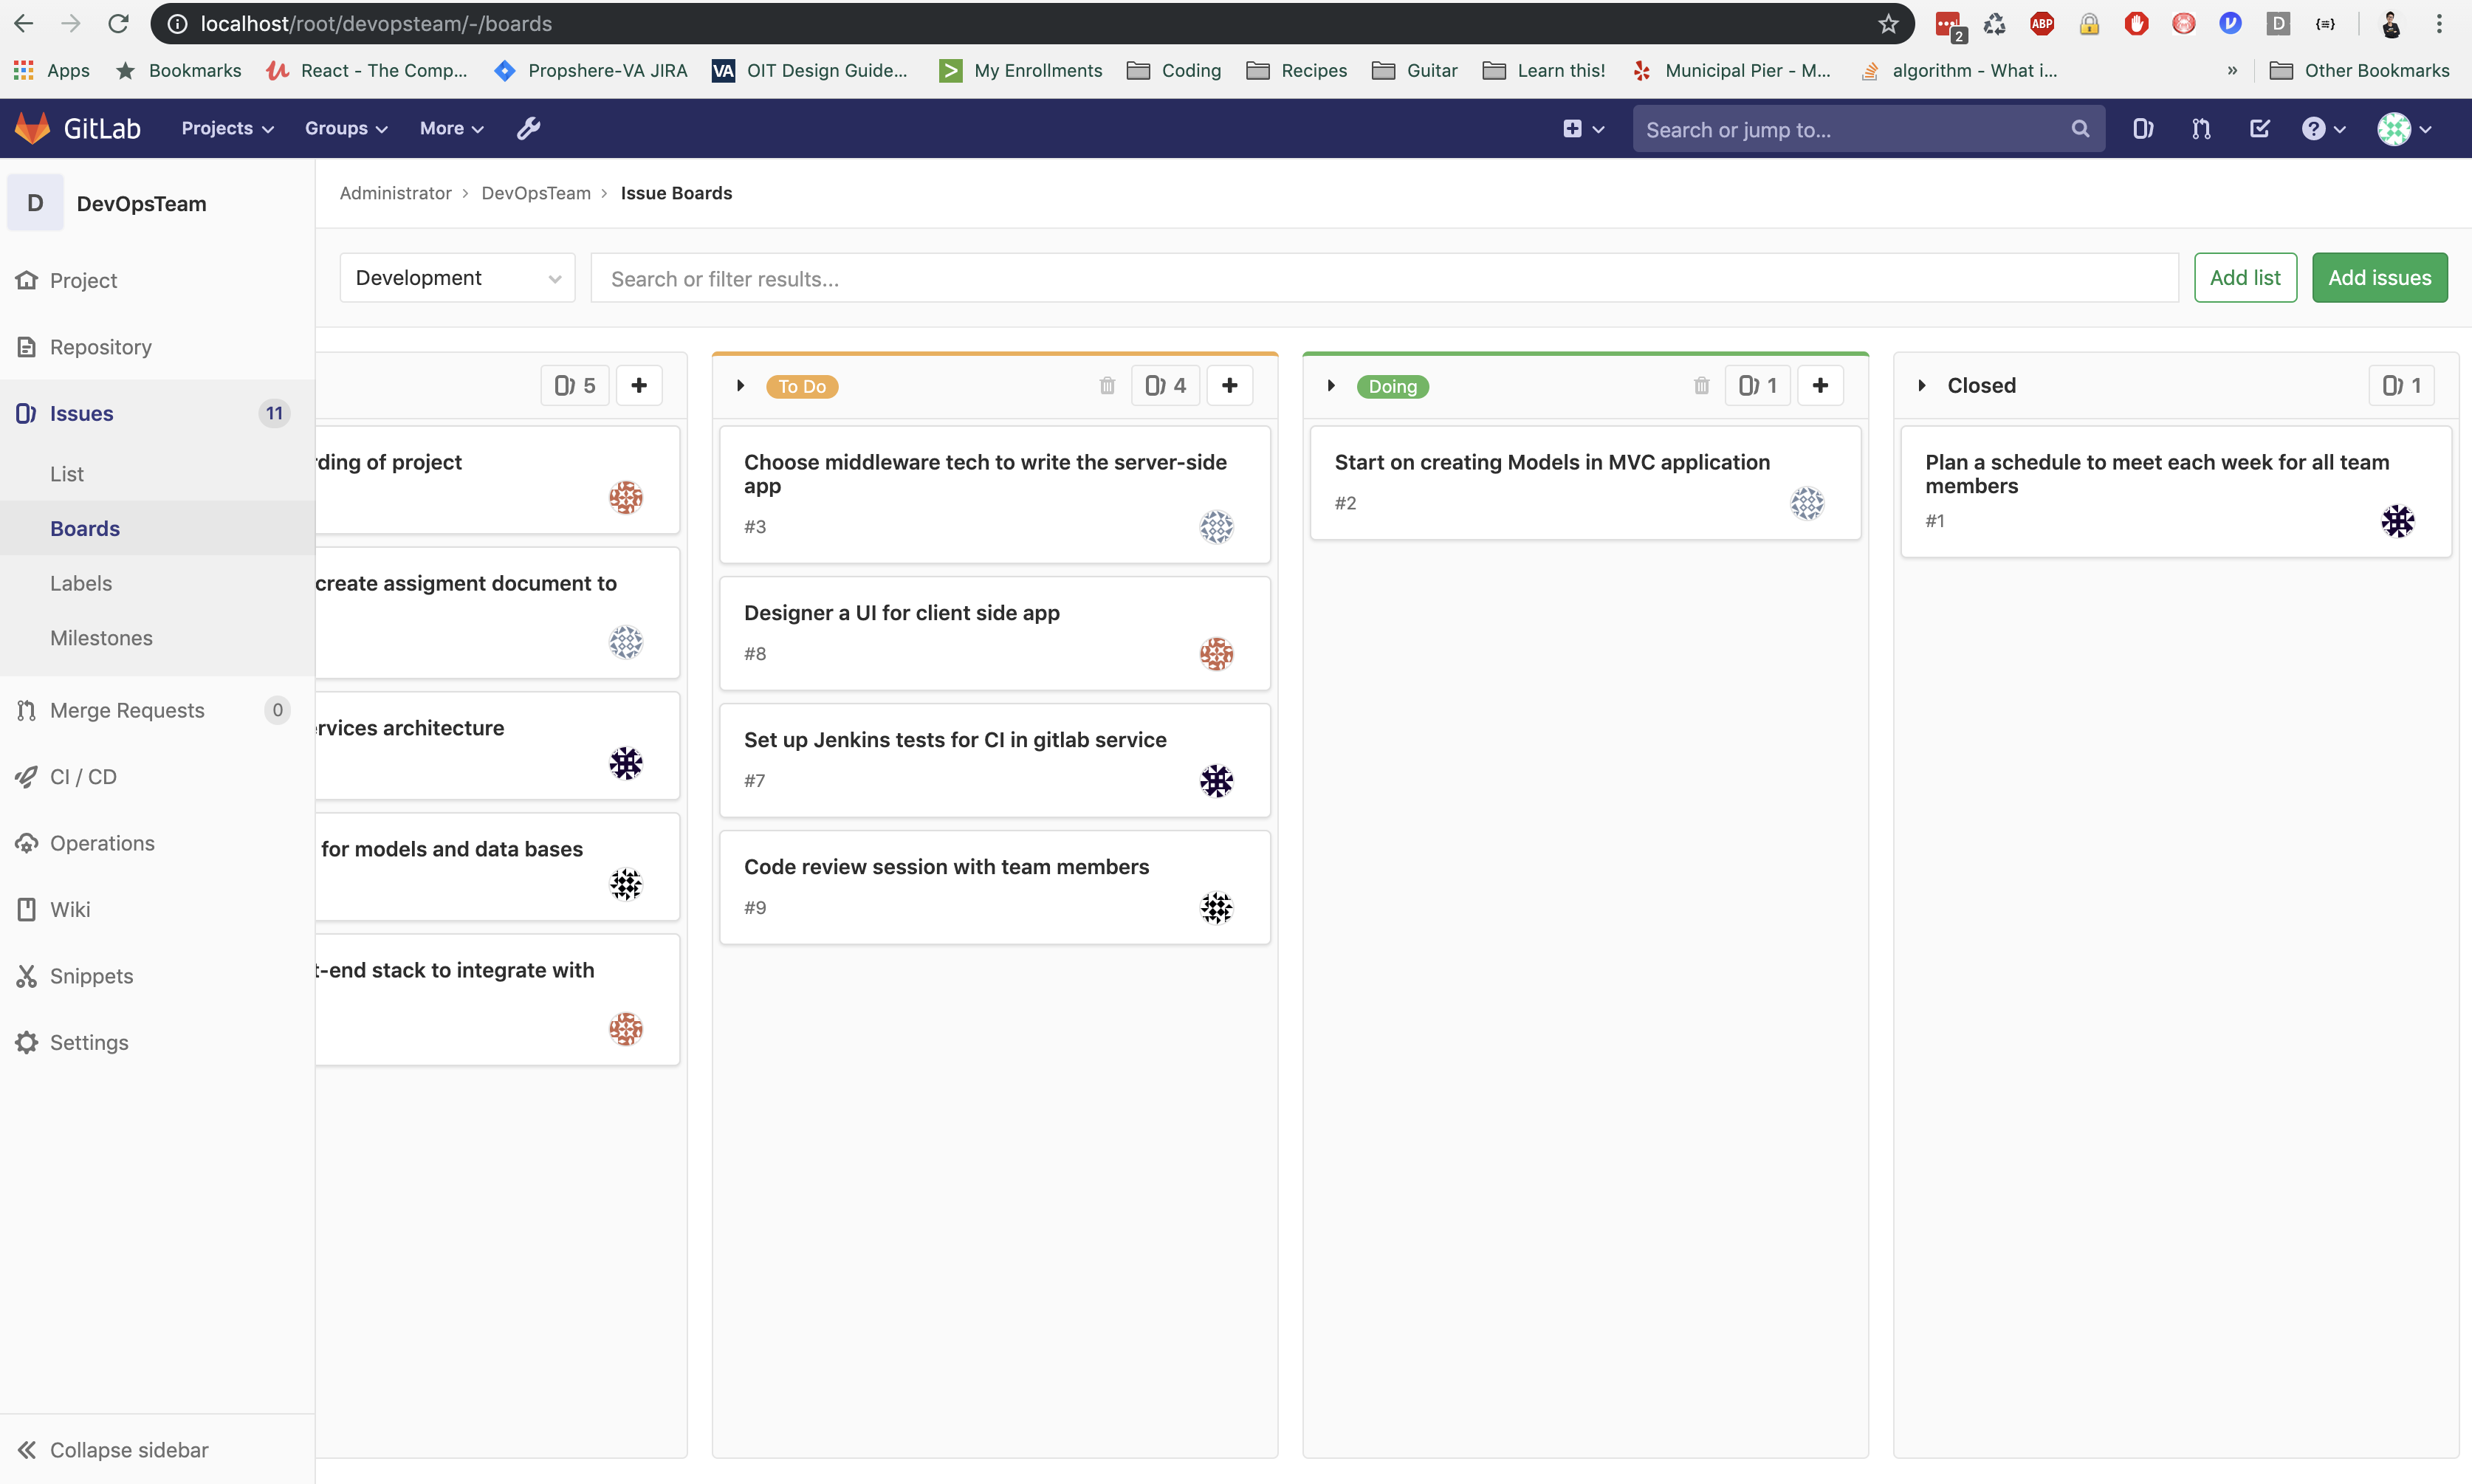 localhost/root/devopsteam/-/boards
2
ABP
D
Apps
Bookmarks
React - The Comp...
Propshere-VA JIRA
VA
OIT Design Guide...
My Enrollments
Coding
Recipes
Guitar
Learn this!
Municipal Pier - M...
algorithm - What i...
»
Other Bookmarks
GitLab
Projects
Groups
More
Search or jump to...
D
DevOpsTeam
Project
Repository
Issues 11
List
Boards
Labels
Milestones
Merge Requests 0
CI / CD
Operations
Wiki
Snippets
Settings
Collapse sidebar
Administrator > DevOpsTeam > Issue Boards
Development
Search or filter results...
Add list
Add issues
5
rding of project
create assigment document to
rvices architecture
for models and data bases
t-end stack to integrate with
To Do
4
Choose middleware tech to write the server-side
app
#3
Designer a UI for client side app
#8
Set up Jenkins tests for CI in gitlab service
#7
Code review session with team members
#9
Doing
1
Start on creating Models in MVC application
#2
Closed
1
Plan a schedule to meet each week for all team
members
#1